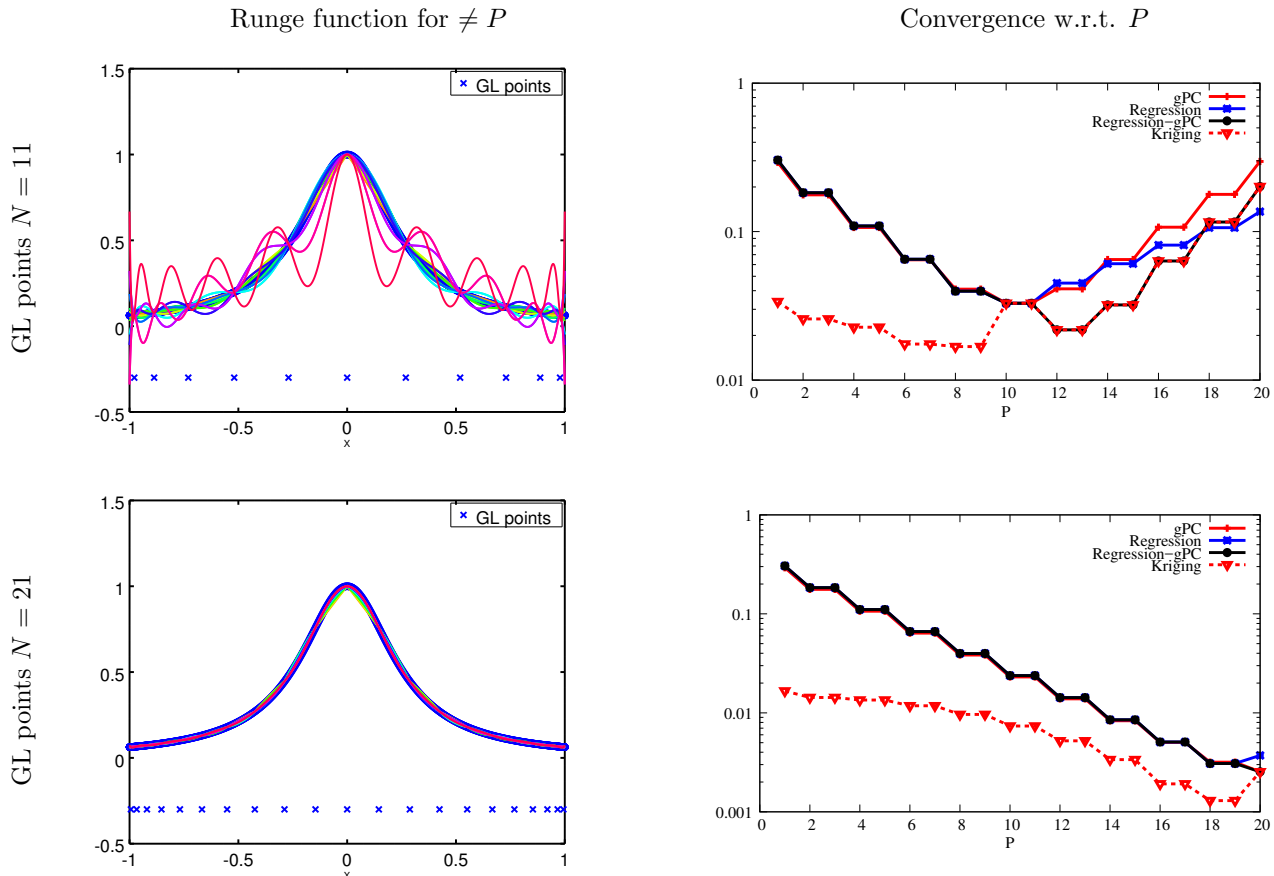 Runge function for ≠ P
Convergence w.r.t. P
GL points N = 11
1.5
1
0.5
0
-0.5
-1
-0.5
0
0.5
1
x
GL points
1
0.1
0.01
0
2
4
6
8
10
12
14
16
18
20
P
gPC
Regression
Regression-gPC
Kriging
GL points N = 21
1.5
1
0.5
0
-0.5
-1
-0.5
0
0.5
1
x
GL points
1
0.1
0.01
0.001
0
2
4
6
8
10
12
14
16
18
20
P
gPC
Regression
Regression-gPC
Kriging